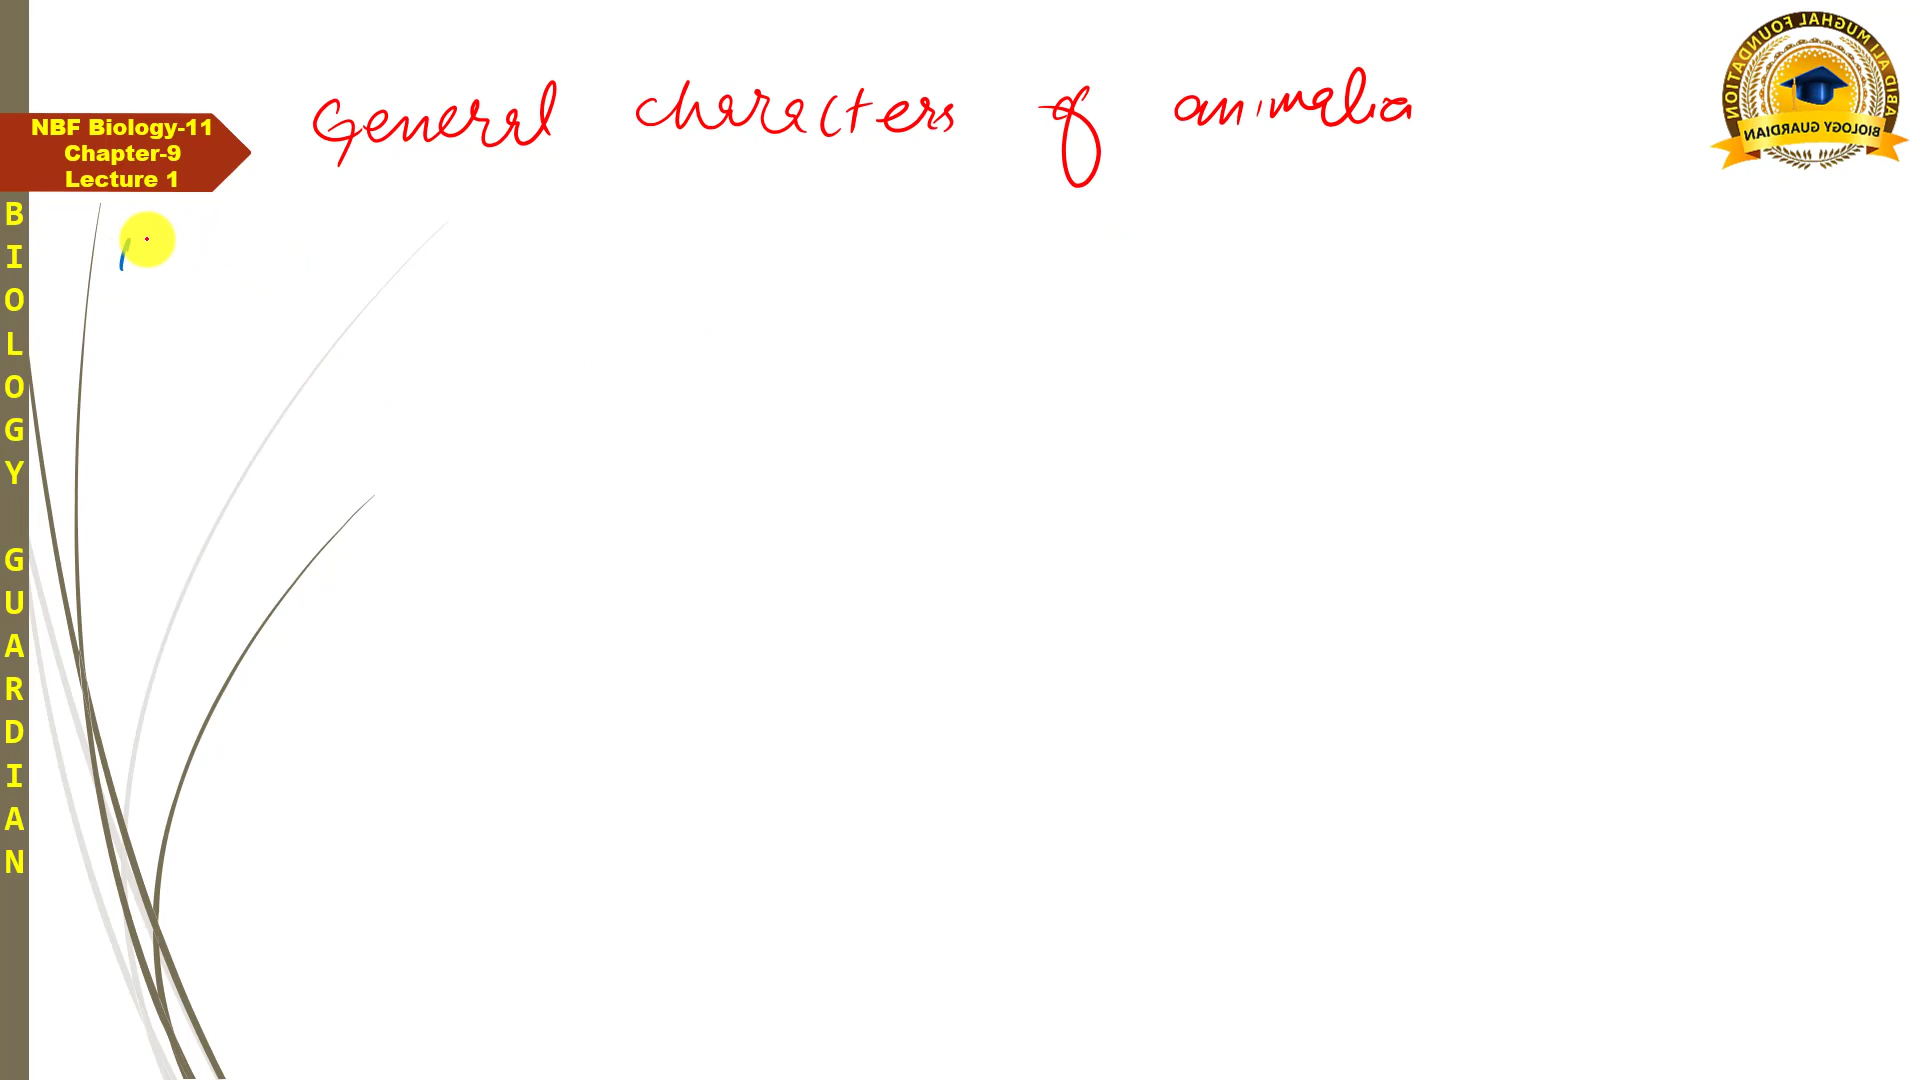 General characters of animalia
NBF Biology-11
Chapter-9
Lecture 1
BIOLOGY GUARDIAN
ABID ALI MUGHAL FOUNDATION
BIOLOGY GUARDIAN